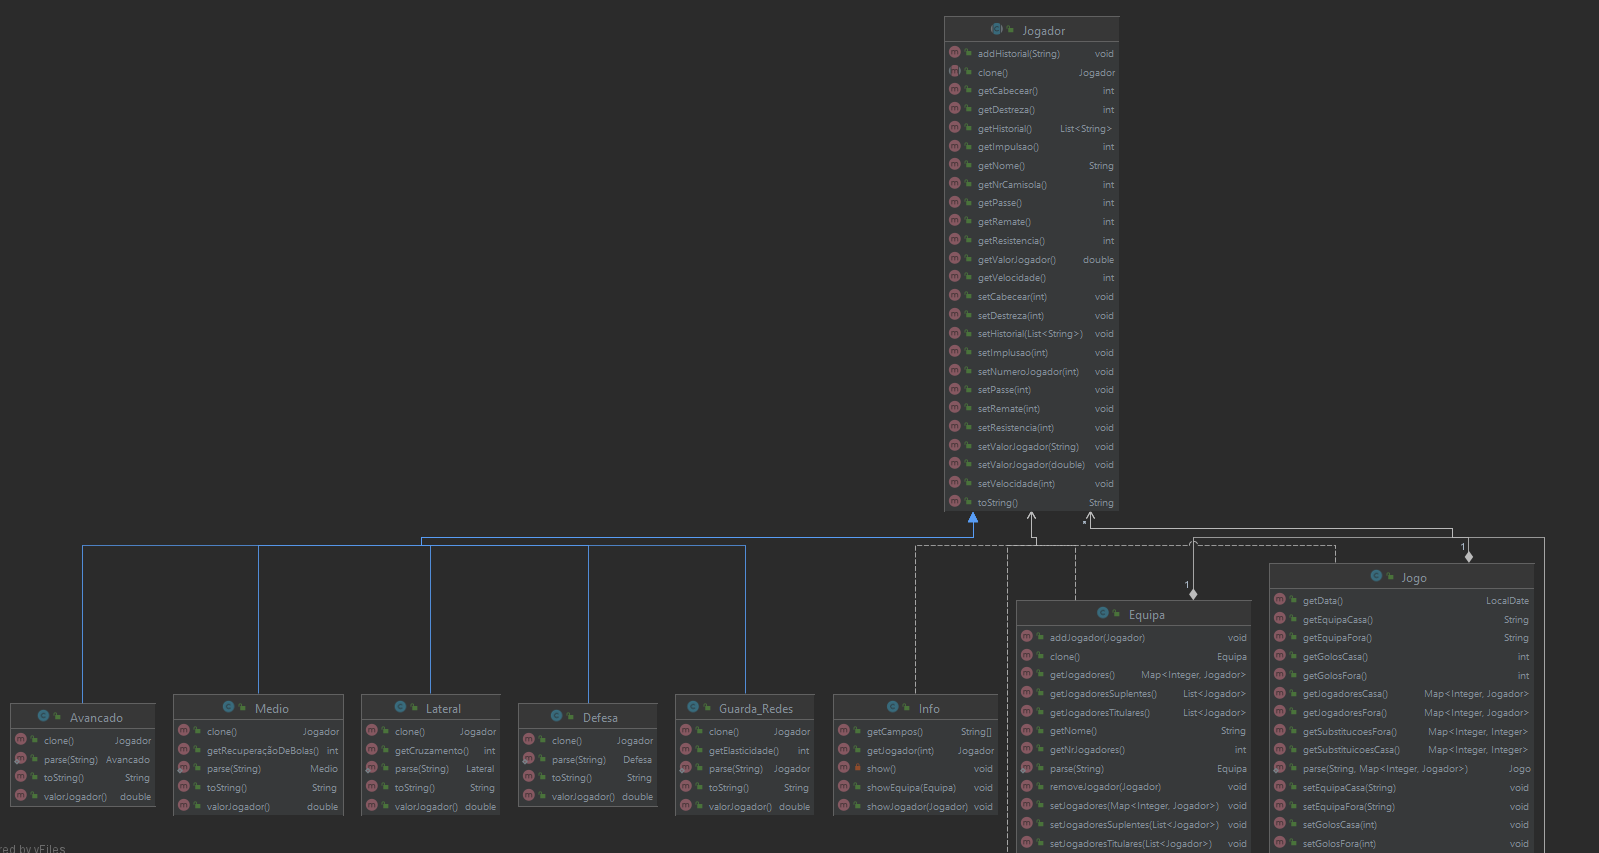 Jogador
addHistorial(String) void
clone() Jogador
getCabecear() int
getDestreza() int
getHistorial() List<String>
getImpulsao() int
getNome() String
getNrCamisola() int
getPasse() int
getRemate() int
getResistencia() int
getValorJogador() double
getVelocidade() int
setCabecear(int) void
setDestreza(int) void
setHistorial(List<String>) void
setImplusao(int) void
setNumeroJogador(int) void
setPasse(int) void
setRemate(int) void
setResistencia(int) void
setValorJogador(String) void
setValorJogador(double) void
setVelocidade(int) void
toString() String
*
1
1
Avancado
clone() Jogador
parse(String) Avancado
toString() String
valorJogador() double
Medio
clone() Jogador
getRecuperaçãoDeBolas() int
parse(String) Medio
toString() String
valorJogador() double
Lateral
clone() Jogador
getCruzamento() int
parse(String) Lateral
toString() String
valorJogador() double
Defesa
clone() Jogador
parse(String) Defesa
toString() String
valorJogador() double
Guarda_Redes
clone() Jogador
getElasticidade() int
parse(String) Jogador
toString() String
valorJogador() double
Info
getCampos() String[]
getJogador(int) Jogador
show() void
showEquipa(Equipa) void
showJogador(Jogador) void
Equipa
addJogador(Jogador) void
clone() Equipa
getJogadores() Map<Integer, Jogador>
getJogadoresSuplentes() List<Jogador>
getJogadoresTitulares() List<Jogador>
getNome() String
getNrJogadores() int
parse(String) Equipa
removeJogador(Jogador) void
setJogadores(Map<Integer, Jogador>) void
setJogadoresSuplentes(List<Jogador>) void
setJogadoresTitulares(List<Jogador>) void
Jogo
getData() LocalDate
getEquipaCasa() String
getEquipaFora() String
getGolosCasa() int
getGolosFora() int
getJogadoresCasa() Map<Integer, Jogador>
getJogadoresFora() Map<Integer, Jogador>
getSubstitucoesFora() Map<Integer, Integer>
getSubstituicoesCasa() Map<Integer, Integer>
parse(String, Map<Integer, Jogador>) Jogo
setEquipaCasa(String) void
setEquipaFora(String) void
setGolosCasa(int) void
setGolosFora(int) void
red by yFiles